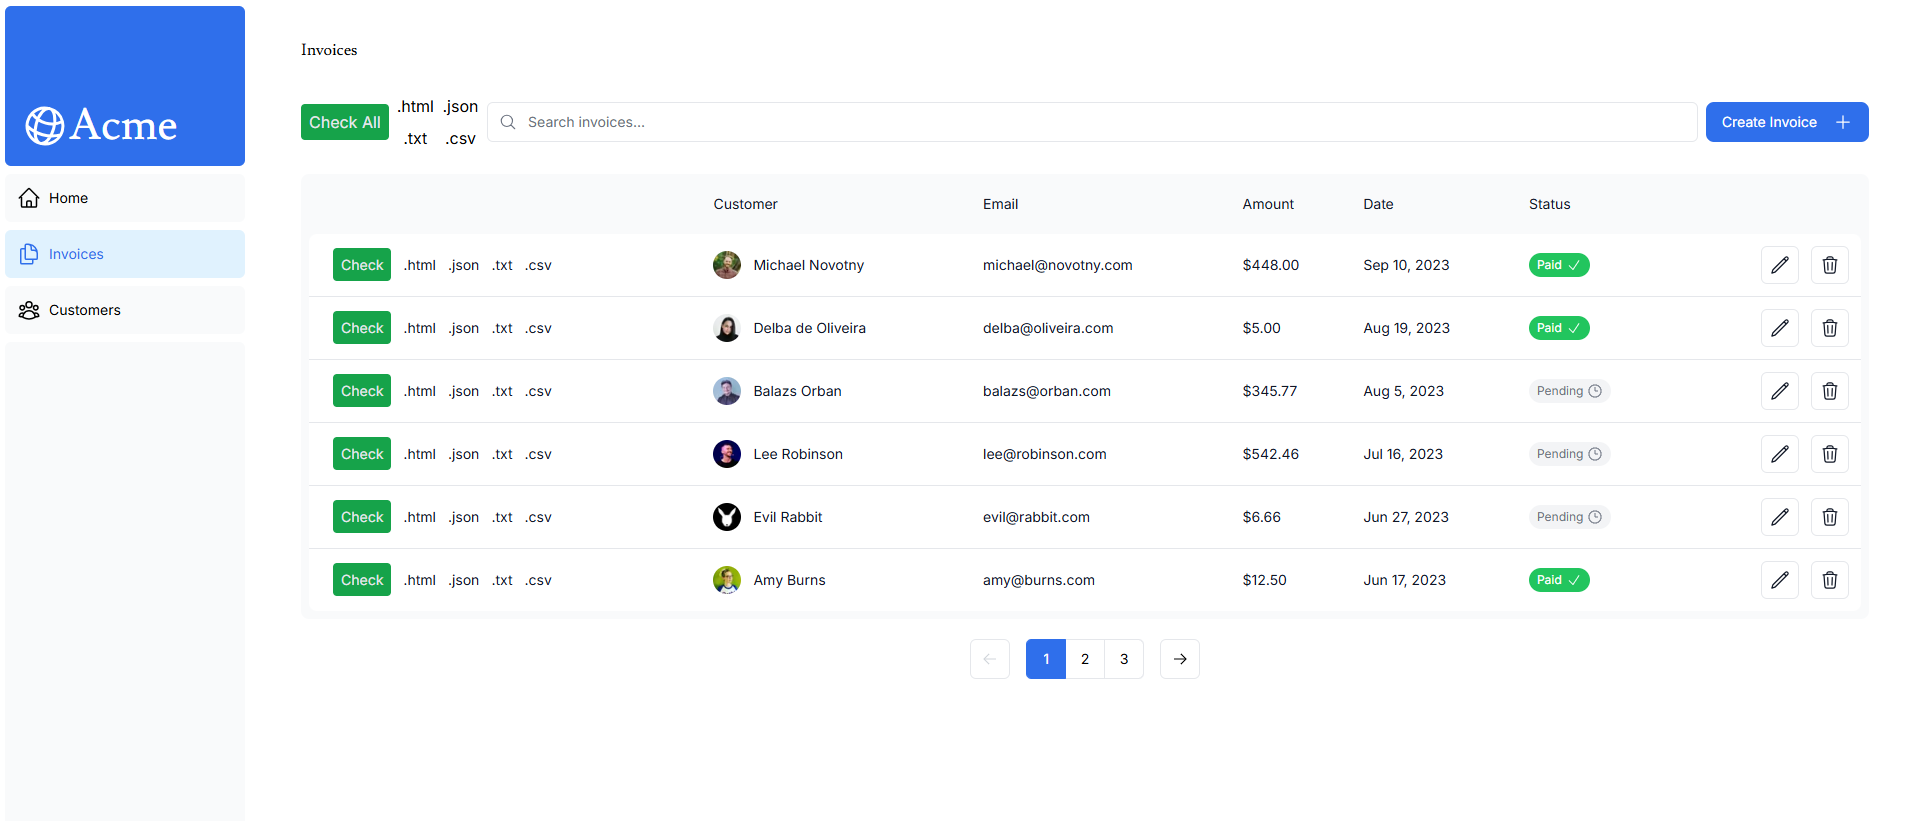 Acme
Home
Invoices
Customers
Invoices
Check All .html .json .txt .csv Search invoices... Create Invoice
Customer Email Amount Date Status
Check .html .json .txt .csv Michael Novotny michael@novotny.com $448.00 Sep 10, 2023 Paid
Check .html .json .txt .csv Delba de Oliveira delba@oliveira.com $5.00 Aug 19, 2023 Paid
Check .html .json .txt .csv Balazs Orban balazs@orban.com $345.77 Aug 5, 2023 Pending
Check .html .json .txt .csv Lee Robinson lee@robinson.com $542.46 Jul 16, 2023 Pending
Check .html .json .txt .csv Evil Rabbit evil@rabbit.com $6.66 Jun 27, 2023 Pending
Check .html .json .txt .csv Amy Burns amy@burns.com $12.50 Jun 17, 2023 Paid
1 2 3